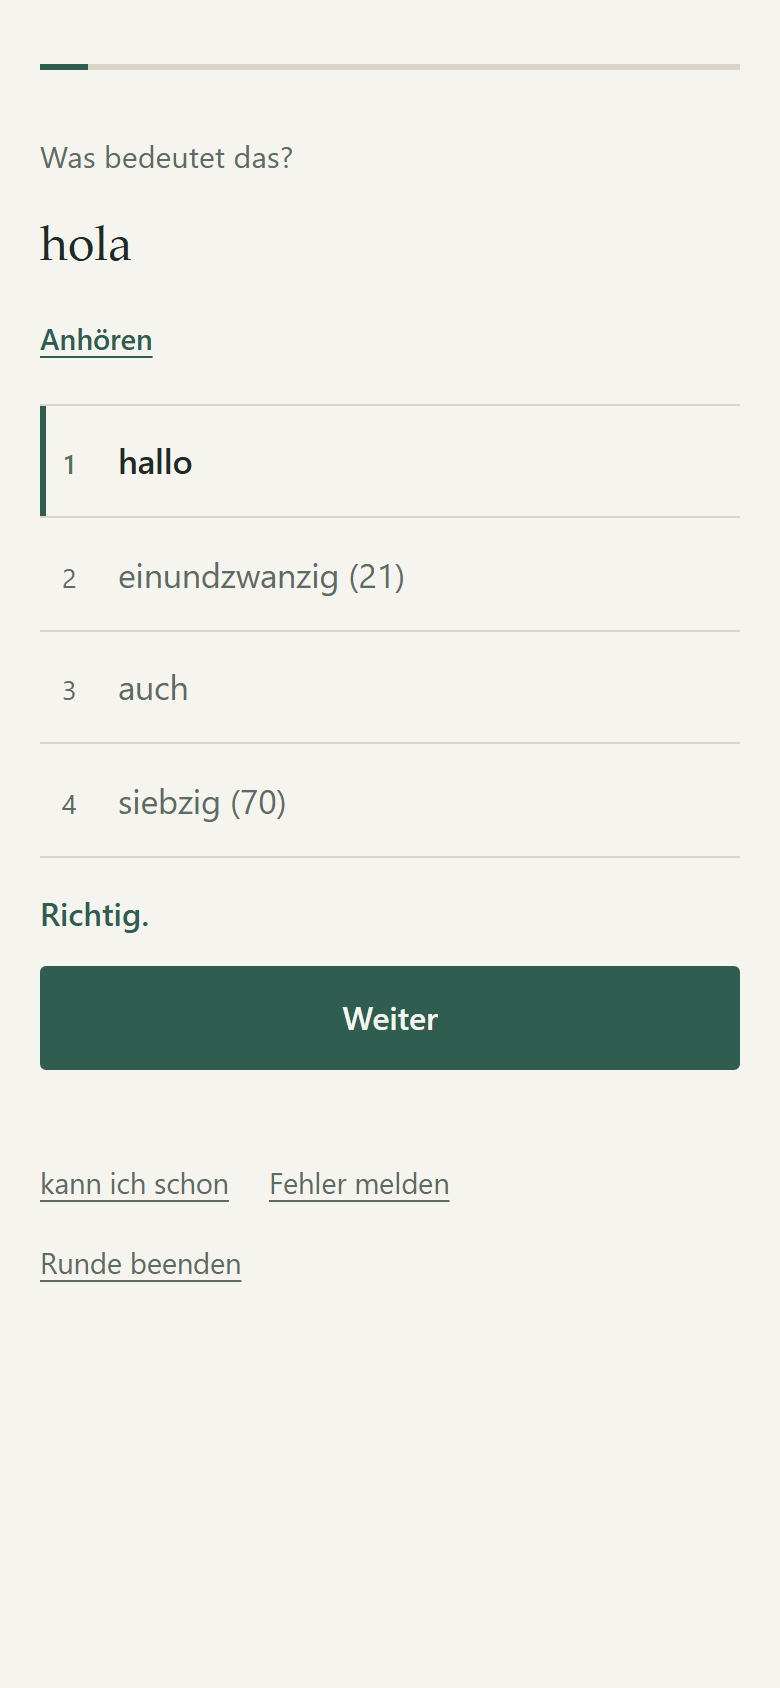 Was bedeutet das?
hola
Anhören
1 hallo
2 einundzwanzig (21)
3 auch
4 siebzig (70)
Richtig.
Weiter
kann ich schon Fehler melden
Runde beenden